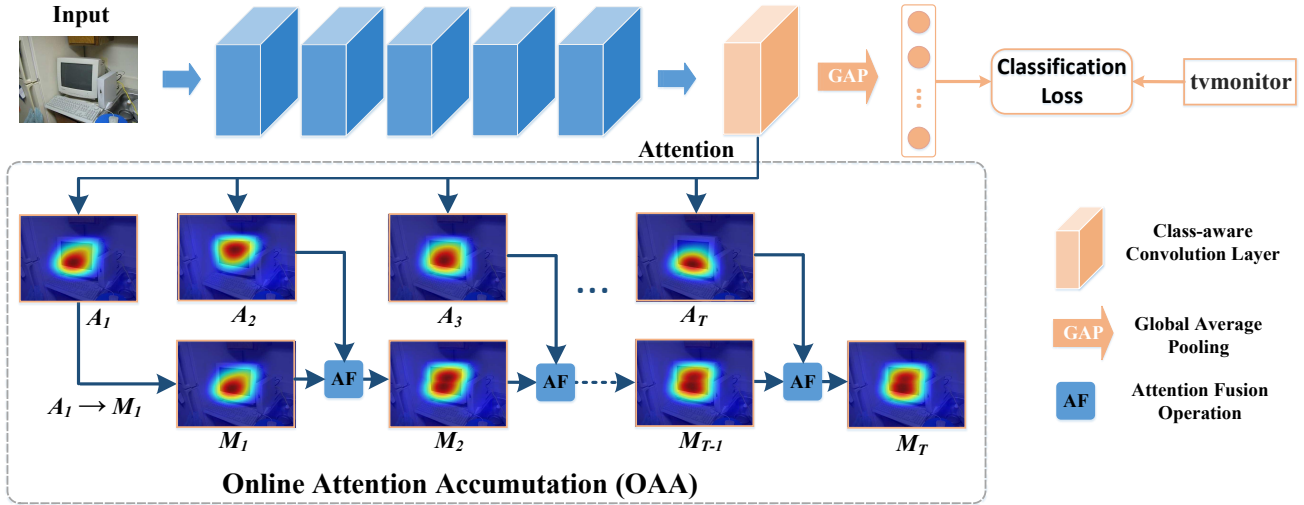 Input
GAP
Classification
Loss
tvmonitor
Attention
A1
A2
A3
...
AT
A1 → M1
AF
AF
AF
M1
M2
MT-1
MT
Online Attention Accumutation (OAA)
Class-aware
Convolution Layer
GAP
Global Average
Pooling
AF
Attention Fusion
Operation